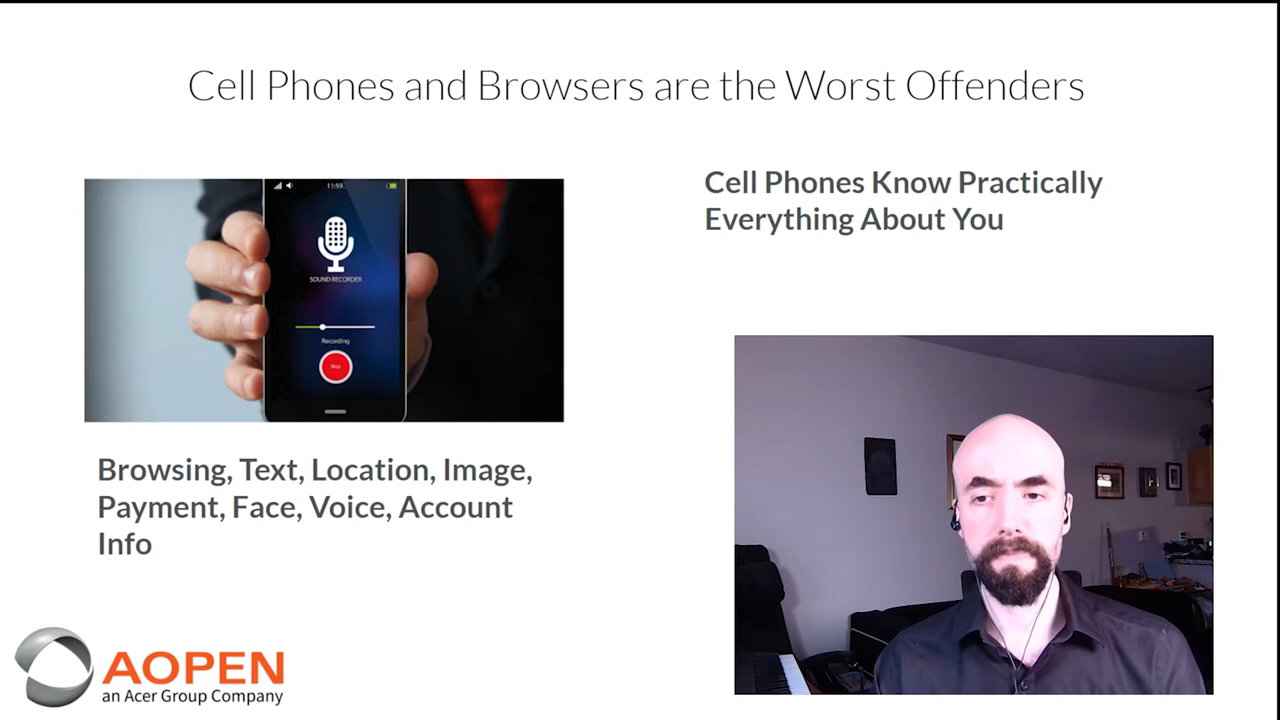 Cell Phones and Browsers are the Worst Offenders
11:59
SOUND RECORDER
Recording
Stop
Cell Phones Know Practically
Everything About You
Browsing, Text, Location, Image,
Payment, Face, Voice, Account
Info
AOPEN
an Acer Group Company